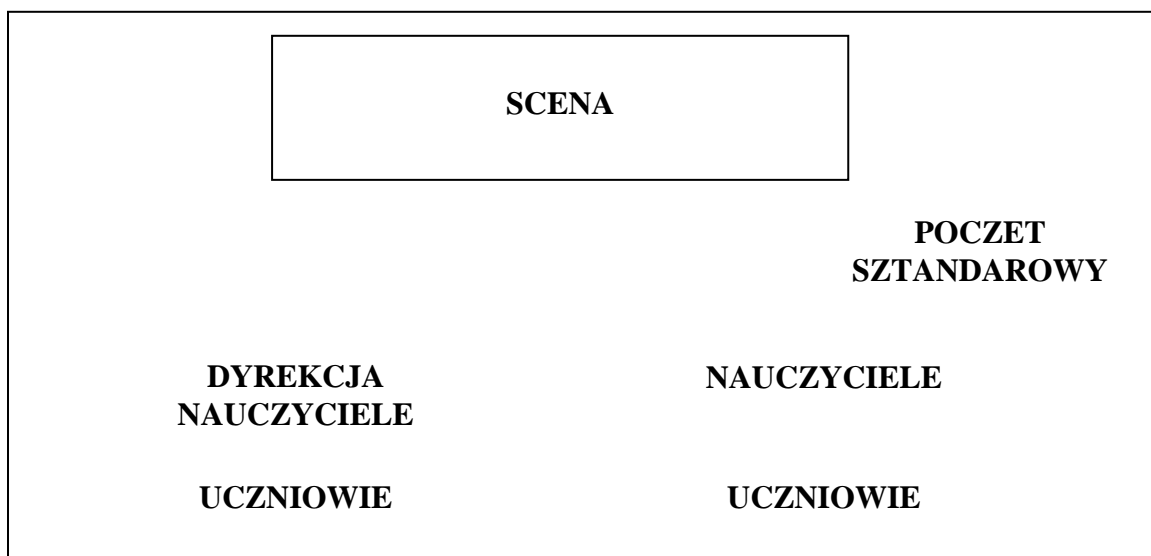 SCENA
POCZET
SZTANDAROWY
DYREKCJA
NAUCZYCIELE
NAUCZYCIELE
UCZNIOWIE
UCZNIOWIE